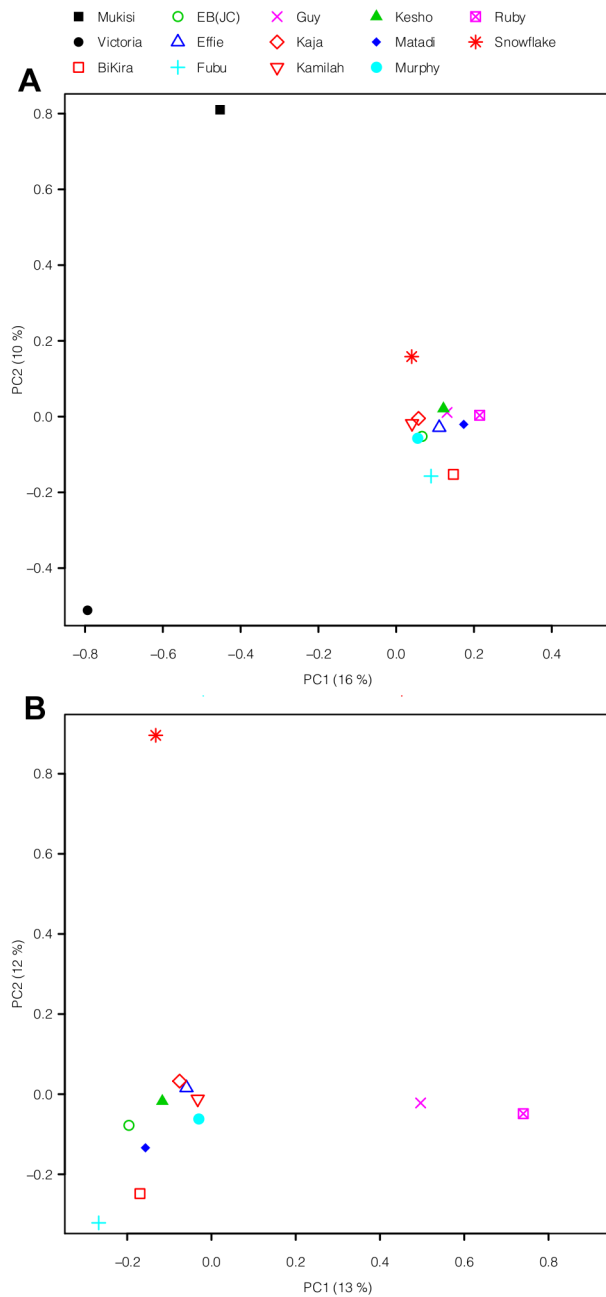 Mukisi EB(JC) Guy Kesho Ruby
Victoria Effie Kaja Matadi Snowflake
BiKira Fubu Kamilah Murphy
A
0.8
0.6
0.4
0.2
0.0
−0.2
−0.4
PC2 (10 %)
−0.8 −0.6 −0.4 −0.2 0.0 0.2 0.4
PC1 (16 %)
B
0.8
0.6
0.4
0.2
0.0
−0.2
PC2 (12 %)
−0.2 0.0 0.2 0.4 0.6 0.8
PC1 (13 %)